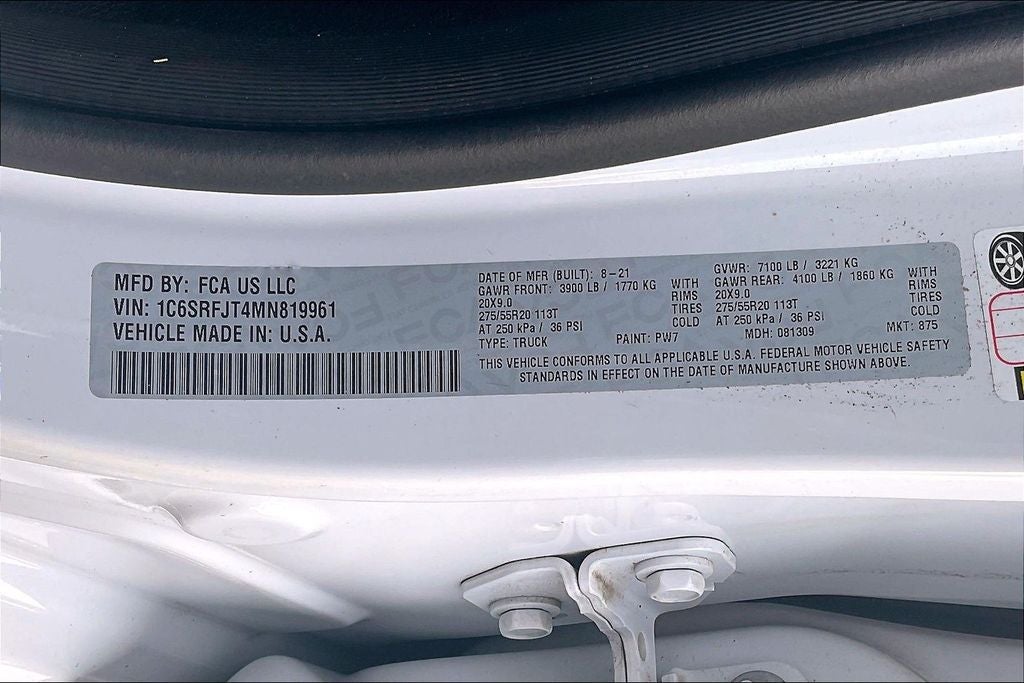 MFD BY: FCA US LLC
VIN: 1C6SRFJT4MN819961
VEHICLE MADE IN: U.S.A.
DATE OF MFR (BUILT): 8-21
GAWR FRONT: 3900 LB / 1770 KG WITH
20X9.0 RIMS
275/55R20 113T TIRES
AT 250 kPa / 36 PSI COLD
TYPE: TRUCK PAINT: PW7
GVWR: 7100 LB / 3221 KG
GAWR REAR: 4100 LB / 1860 KG WITH
20X9.0 RIMS
275/55R20 113T TIRES
AT 250 kPa / 36 PSI COLD
MDH: 081309 MKT: 875
THIS VEHICLE CONFORMS TO ALL APPLICABLE U.S.A. FEDERAL MOTOR VEHICLE SAFETY
STANDARDS IN EFFECT ON THE DATE OF MANUFACTURE SHOWN ABOVE.